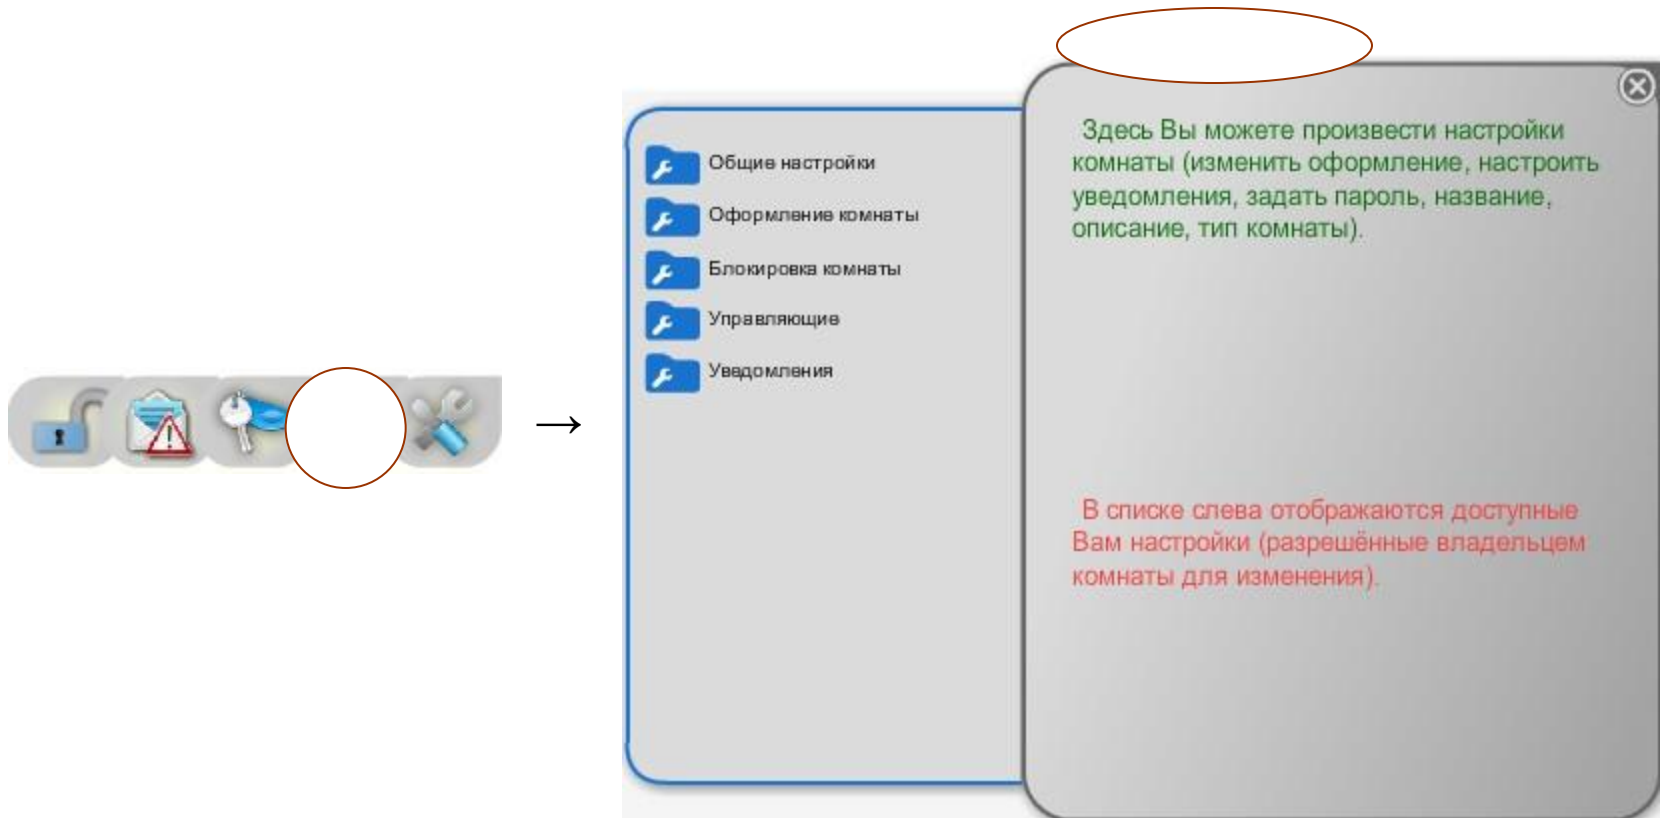 Общие настройки
Оформление комнаты
Блокировка комнаты
Управляющие
Уведомления
Здесь Вы можете произвести настройки
комнаты (изменить оформление, настроить
уведомления, задать пароль, название,
описание, тип комнаты).
В списке слева отображаются доступные
Вам настройки (разрешённые владельцем
комнаты для изменения).